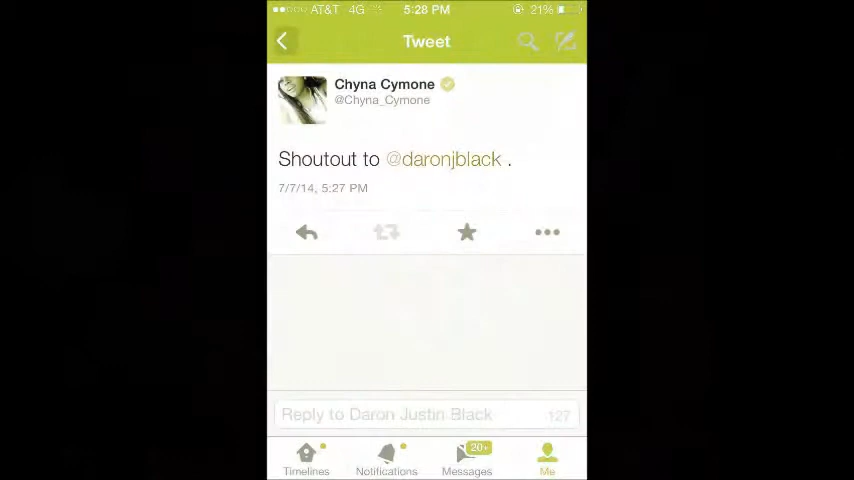 AT&T 4G 5:28 PM 21%
Tweet
Chyna Cymone
@Chyna_Cymone
Shoutout to @daronjblack .
7/7/14, 5:27 PM
Reply to Daron Justin Black 127
20+
Timelines Notifications Messages Me